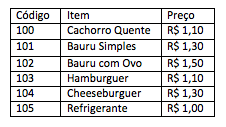 Código Item Preço
100 Cachorro Quente R$ 1,10
101 Bauru Simples R$ 1,30
102 Bauru com Ovo R$ 1,50
103 Hamburguer R$ 1,10
104 Cheeseburguer R$ 1,30
105 Refrigerante R$ 1,00